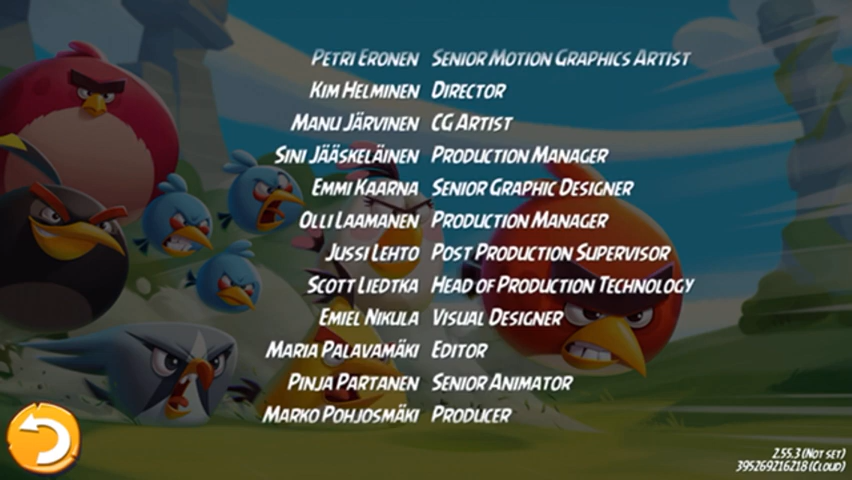 Petri Eronen Senior Motion Graphics Artist
Kim Helminen Director
Manu Järvinen CG Artist
Sini Jääskeläinen Production Manager
Emmi Kaarna Senior Graphic Designer
Olli Laamanen Production Manager
Jussi Lehto Post Production Supervisor
Scott Liedtka Head of Production Technology
Emiel Nikula Visual Designer
Maria Palavamäki Editor
Pinja Partanen Senior Animator
Marko Pohjosmäki Producer
2.55.3 (Not set)
395269216218 (Cloud)